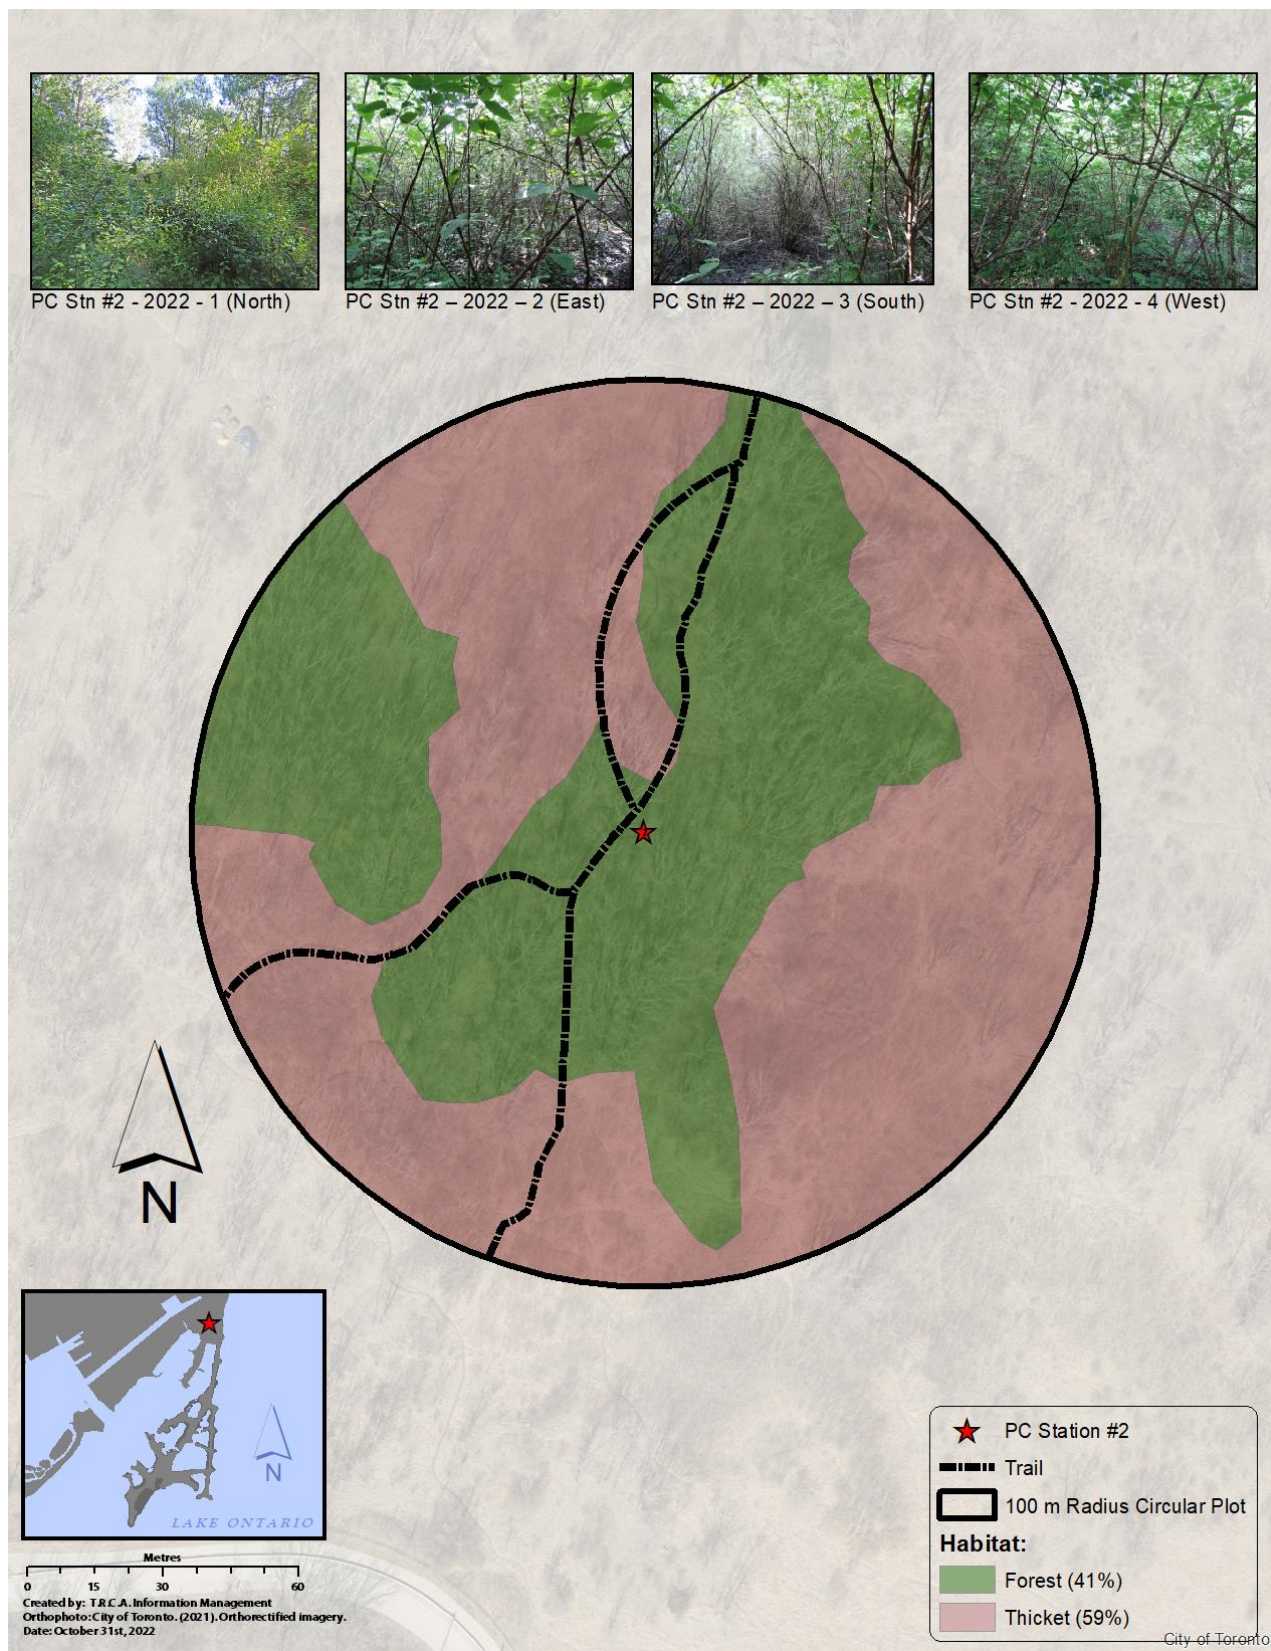 PC Stn #2 - 2022 - 1 (North)
PC Stn #2 – 2022 – 2 (East)
PC Stn #2 – 2022 – 3 (South)
PC Stn #2 - 2022 - 4 (West)
N
N
LAKE ONTARIO
Metres
0 15 30 60
Created by: T.R.C.A. Information Management
Orthophoto: City of Toronto. (2021). Orthorectified imagery.
Date: October 31st, 2022
PC Station #2
Trail
100 m Radius Circular Plot
Habitat:
Forest (41%)
Thicket (59%)
City of Toronto